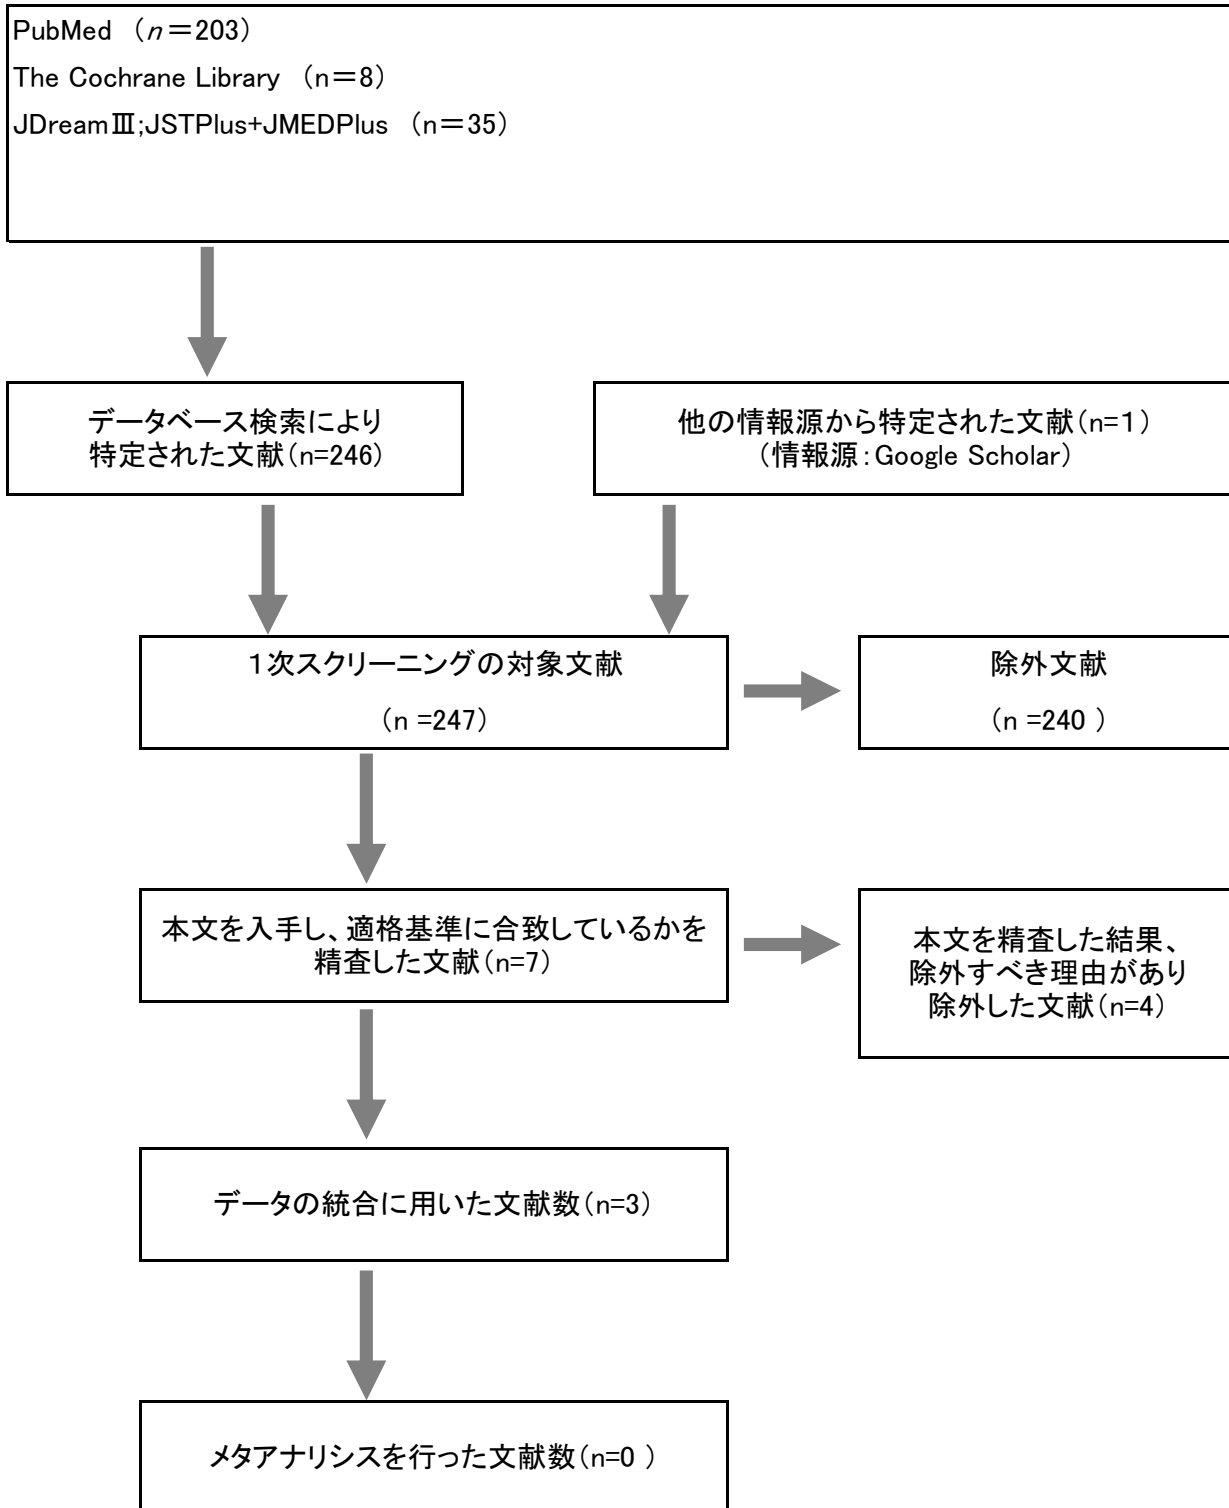 PubMed （n＝203）
The Cochrane Library （n＝8）
JDreamⅢ;JSTPlus+JMEDPlus （n＝35）
データベース検索により
特定された文献（n=246）
他の情報源から特定された文献（n=１）
（情報源：Google Scholar）
１次スクリーニングの対象文献
（n =247）
除外文献
（n =240 ）
本文を入手し、適格基準に合致しているかを
精査した文献（n=7）
本文を精査した結果、
除外すべき理由があり
除外した文献（n=4）
データの統合に用いた文献数（n=3）
メタアナリシスを行った文献数（n=0 ）